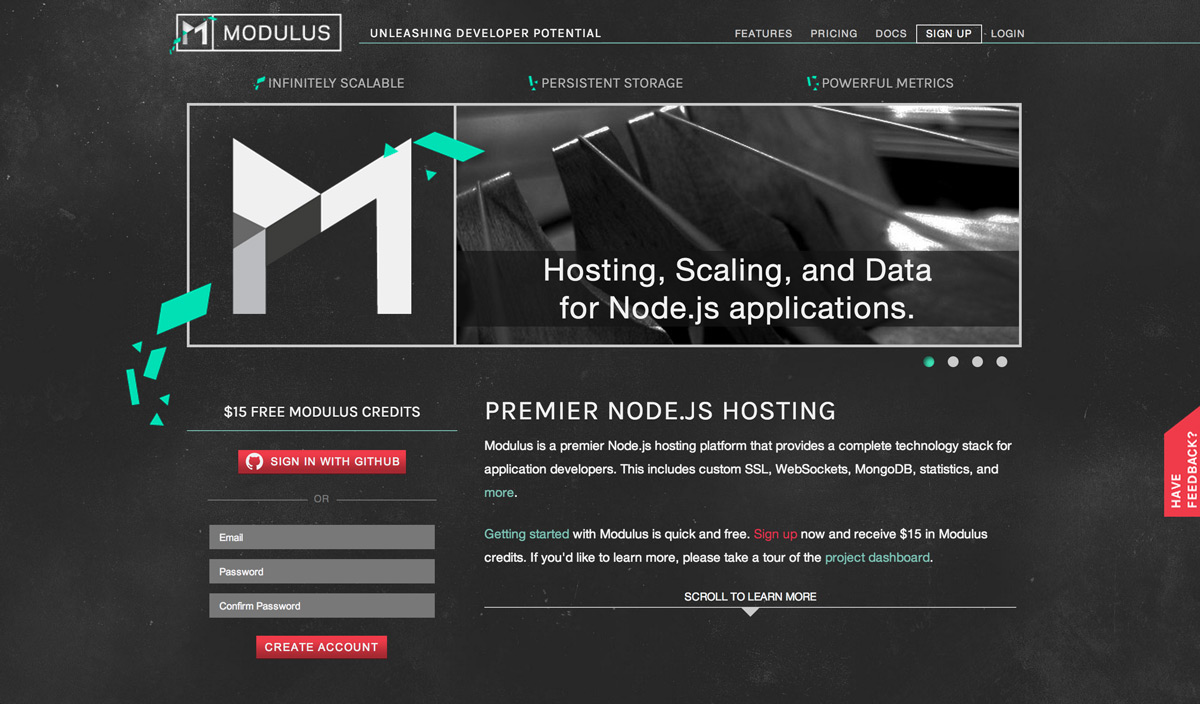 MODULUS
UNLEASHING DEVELOPER POTENTIAL
FEATURES PRICING DOCS SIGN UP LOGIN
INFINITELY SCALABLE
PERSISTENT STORAGE
POWERFUL METRICS
Hosting, Scaling, and Data
for Node.js applications.
$15 FREE MODULUS CREDITS
SIGN IN WITH GITHUB
OR
Email
Password
Confirm Password
CREATE ACCOUNT
PREMIER NODE.JS HOSTING
Modulus is a premier Node.js hosting platform that provides a complete technology stack for
application developers. This includes custom SSL, WebSockets, MongoDB, statistics, and
more.
Getting started with Modulus is quick and free. Sign up now and receive $15 in Modulus
credits. If you'd like to learn more, please take a tour of the project dashboard.
SCROLL TO LEARN MORE
HAVE
FEEDBACK?